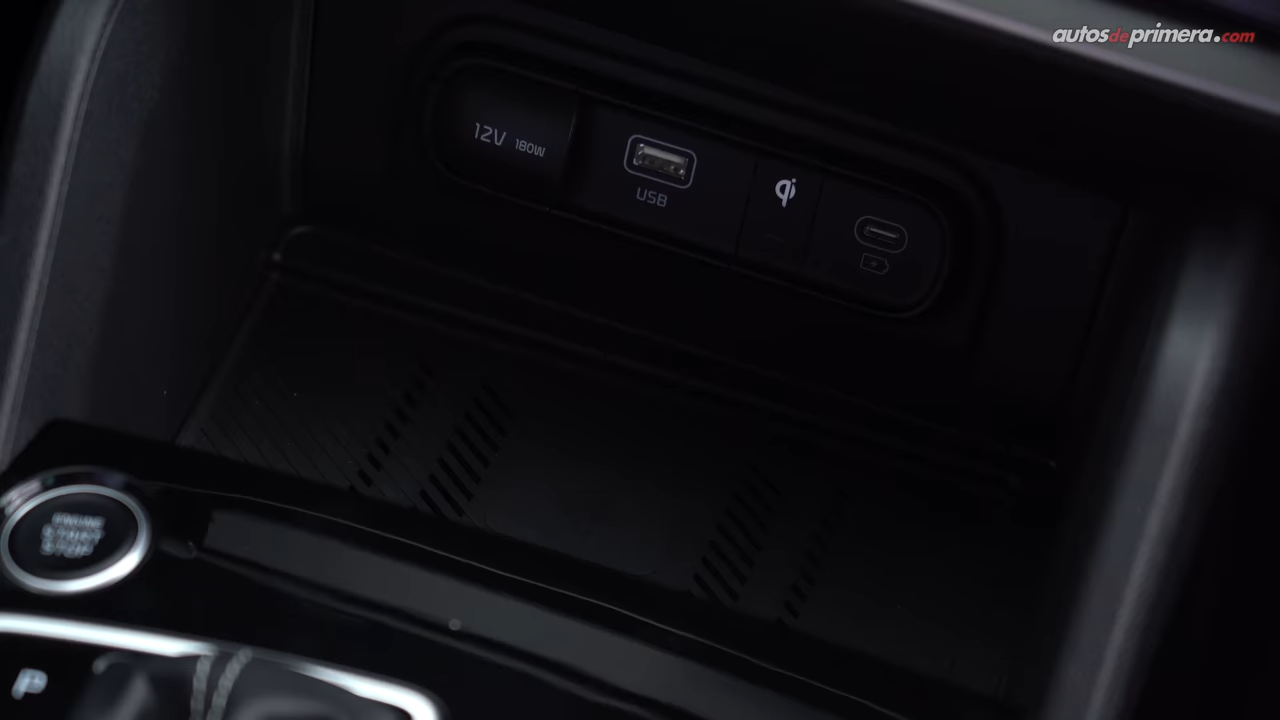 autosdeprimera.com
12V 180W
USB
qi
ENGINE
START
STOP
P